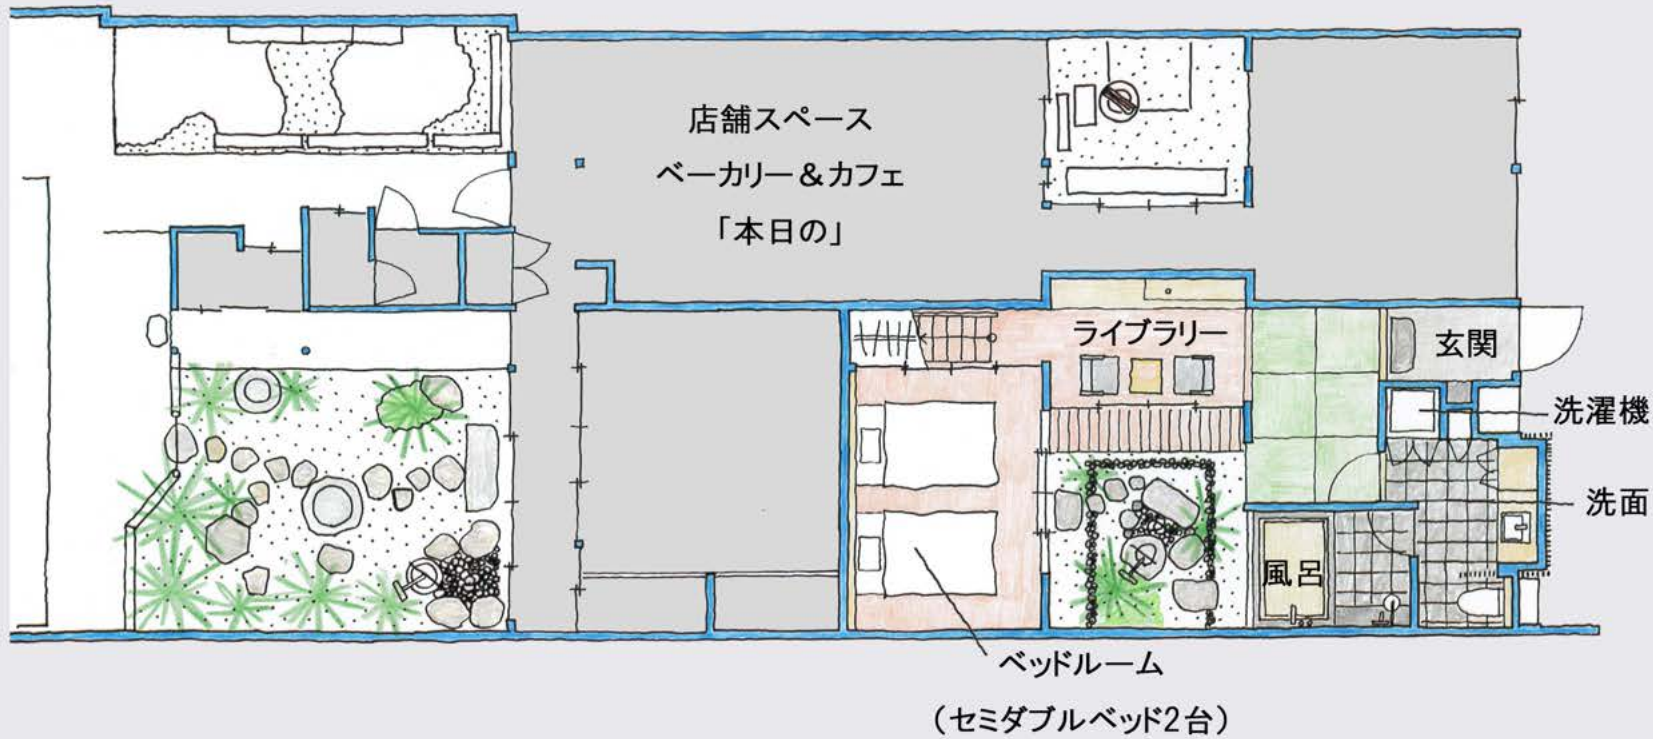 店舗スペース
ベーカリー＆カフェ
「本日の」
ライブラリー
玄関
洗濯機
洗面
風呂
ベッドルーム
（セミダブルベッド2台）